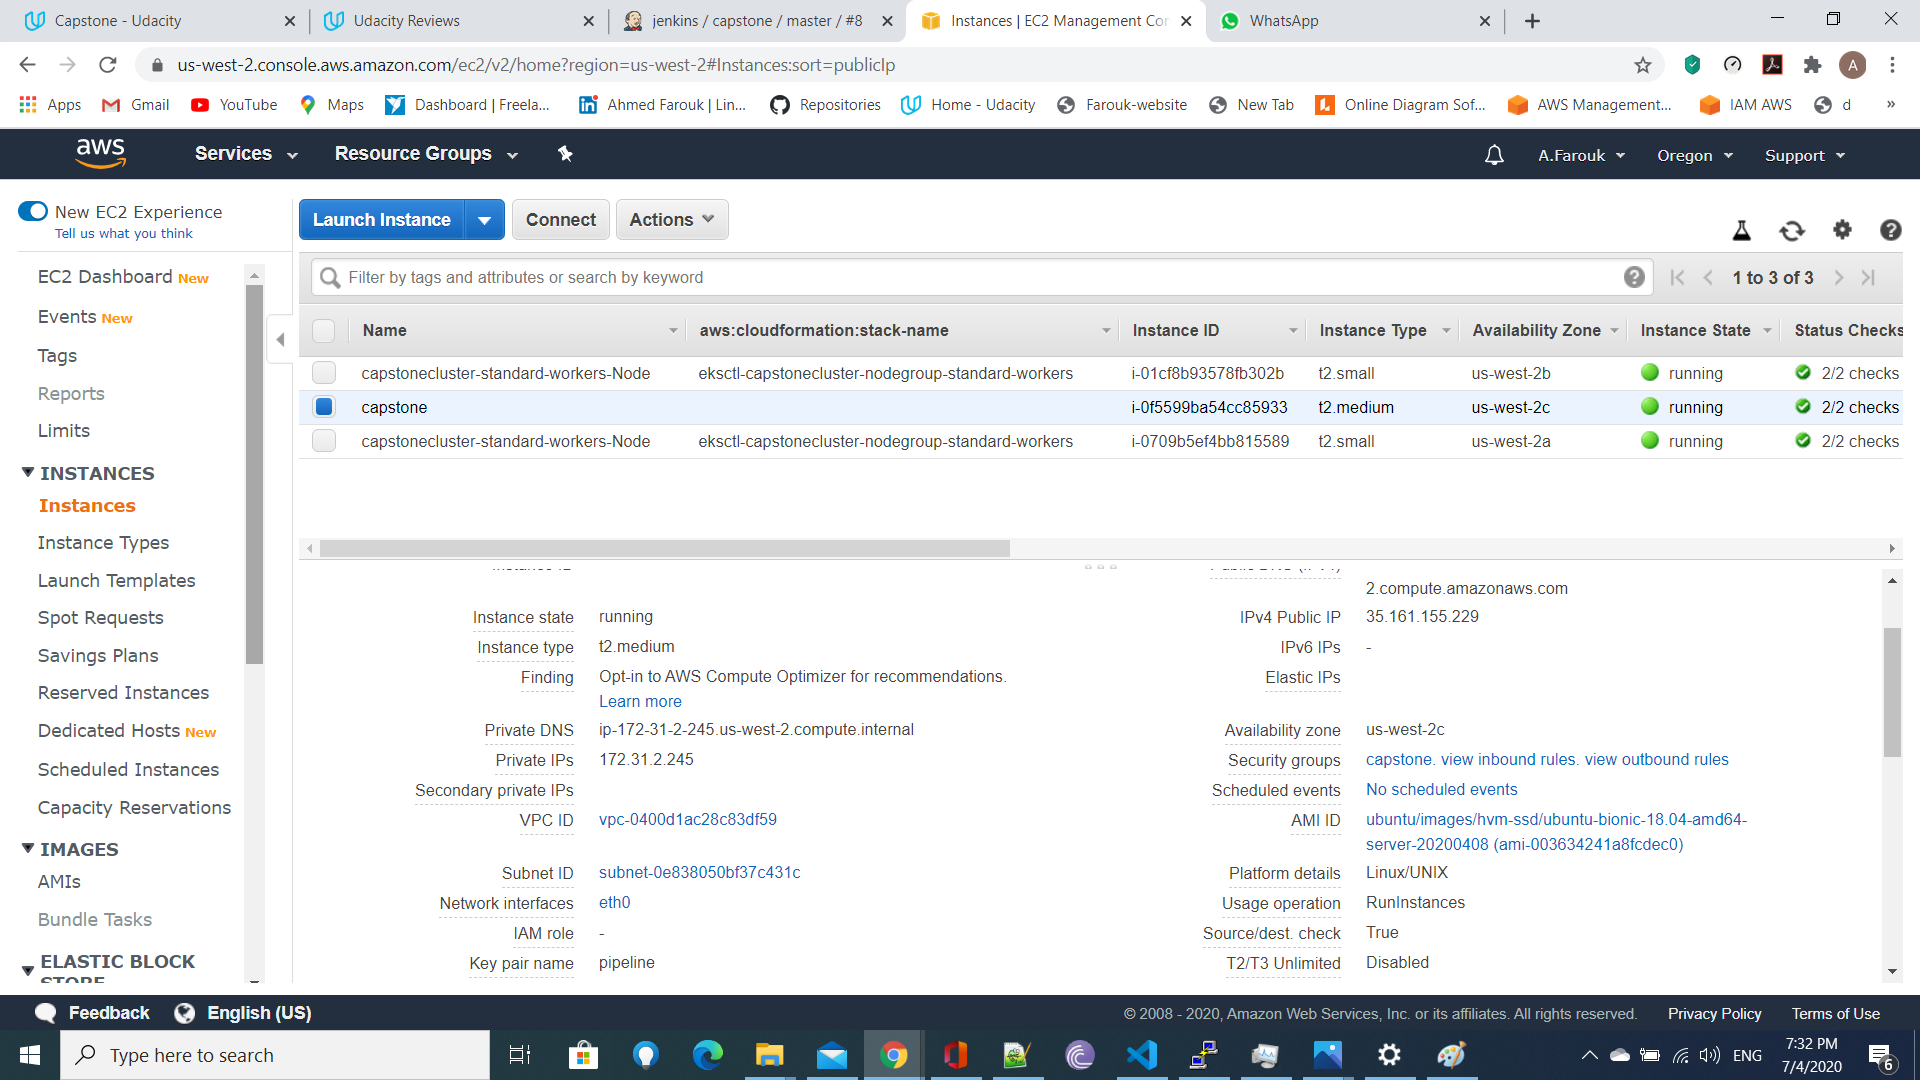 Capstone - Udacity
Udacity Reviews
jenkins / capstone / master / #8
Instances | EC2 Management Con
WhatsApp
us-west-2.console.aws.amazon.com/ec2/v2/home?region=us-west-2#Instances:sort=publicIp
A
Apps
Gmail
YouTube
Maps
Dashboard | Freela...
Ahmed Farouk | Lin...
Repositories
Home - Udacity
Farouk-website
New Tab
Online Diagram Sof...
AWS Management...
IAM AWS
d
»
aws
Services
Resource Groups
A.Farouk
Oregon
Support
New EC2 Experience
Tell us what you think
Launch Instance
Connect
Actions
EC2 Dashboard New
Events New
Tags
Reports
Limits
INSTANCES
Instances
Instance Types
Launch Templates
Spot Requests
Savings Plans
Reserved Instances
Dedicated Hosts New
Scheduled Instances
Capacity Reservations
IMAGES
AMIs
Bundle Tasks
ELASTIC BLOCK
STORE
Filter by tags and attributes or search by keyword
1 to 3 of 3
Name aws:cloudformation:stack-name Instance ID Instance Type Availability Zone Instance State Status Checks
capstonecluster-standard-workers-Node eksctl-capstonecluster-nodegroup-standard-workers i-01cf8b93578fb302b t2.small us-west-2b running 2/2 checks
capstone i-0f5599ba54cc85933 t2.medium us-west-2c running 2/2 checks
capstonecluster-standard-workers-Node eksctl-capstonecluster-nodegroup-standard-workers i-0709b5ef4bb815589 t2.small us-west-2a running 2/2 checks
Instance ID
Public DNS (IPv4)
2.compute.amazonaws.com
Instance state running
IPv4 Public IP 35.161.155.229
Instance type t2.medium
IPv6 IPs -
Finding Opt-in to AWS Compute Optimizer for recommendations.
Learn more
Elastic IPs
Private DNS ip-172-31-2-245.us-west-2.compute.internal
Availability zone us-west-2c
Private IPs 172.31.2.245
Security groups capstone. view inbound rules. view outbound rules
Secondary private IPs
Scheduled events No scheduled events
VPC ID vpc-0400d1ac28c83df59
AMI ID ubuntu/images/hvm-ssd/ubuntu-bionic-18.04-amd64-
server-20200408 (ami-003634241a8fcdec0)
Subnet ID subnet-0e838050bf37c431c
Platform details Linux/UNIX
Network interfaces eth0
Usage operation RunInstances
IAM role -
Source/dest. check True
Key pair name pipeline
T2/T3 Unlimited Disabled
Feedback
English (US)
© 2008 - 2020, Amazon Web Services, Inc. or its affiliates. All rights reserved.
Privacy Policy
Terms of Use
Type here to search
ENG
7:32 PM
7/4/2020
6